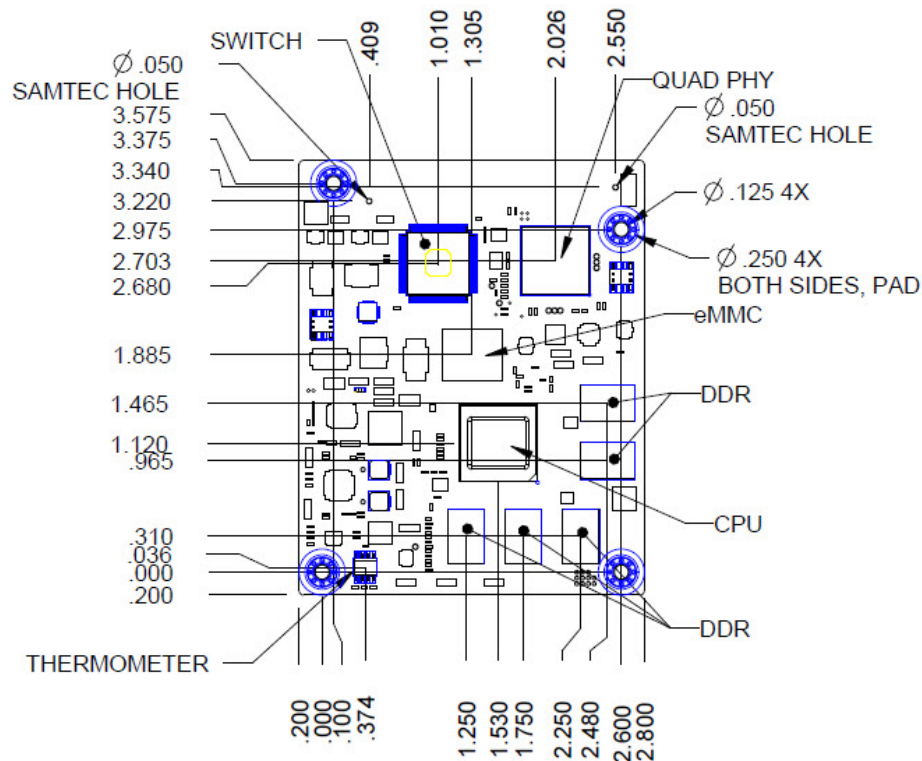 SWITCH
.409
1.010
1.305
2.026
2.550
Ø .050
SAMTEC HOLE
QUAD PHY
Ø .050
SAMTEC HOLE
3.575
3.375
3.340
3.220
2.975
2.703
2.680
1.885
1.465
1.120
.965
.310
.036
.000
.200
Ø .125 4X
Ø .250 4X
BOTH SIDES, PAD
eMMC
DDR
CPU
DDR
THERMOMETER
.200
.000
.100
.374
1.250
1.530
1.750
2.250
2.480
2.600
2.800